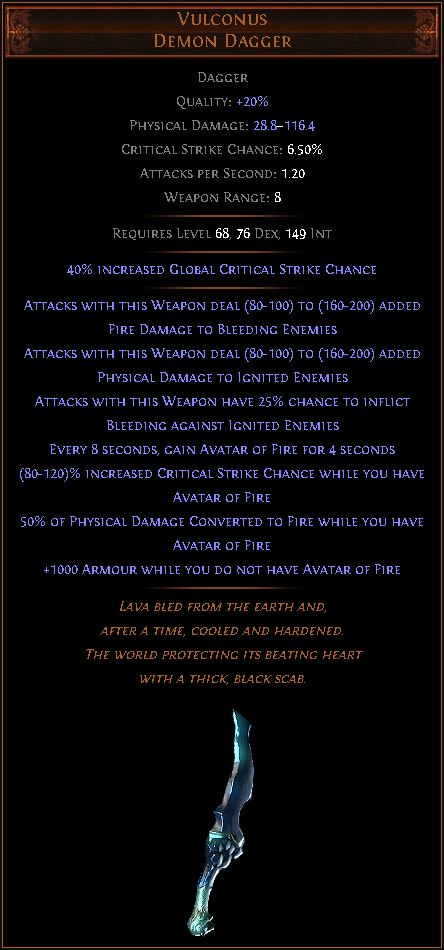 Vulconus
Demon Dagger
Dagger
Quality: +20%
Physical Damage: 28.8–116.4
Critical Strike Chance: 6.50%
Attacks per Second: 1.20
Weapon Range: 8
Requires Level 68, 76 Dex, 149 Int
40% increased Global Critical Strike Chance
Attacks with this Weapon deal (80-100) to (160-200) added
Fire Damage to Bleeding Enemies
Attacks with this Weapon deal (80-100) to (160-200) added
Physical Damage to Ignited Enemies
Attacks with this Weapon have 25% chance to inflict
Bleeding against Ignited Enemies
Every 8 seconds, gain Avatar of Fire for 4 seconds
(80-120)% increased Critical Strike Chance while you have
Avatar of Fire
50% of Physical Damage Converted to Fire while you have
Avatar of Fire
+1000 Armour while you do not have Avatar of Fire
Lava bled from the earth and,
after a time, cooled and hardened.
The world protecting its beating heart
with a thick, black scab.